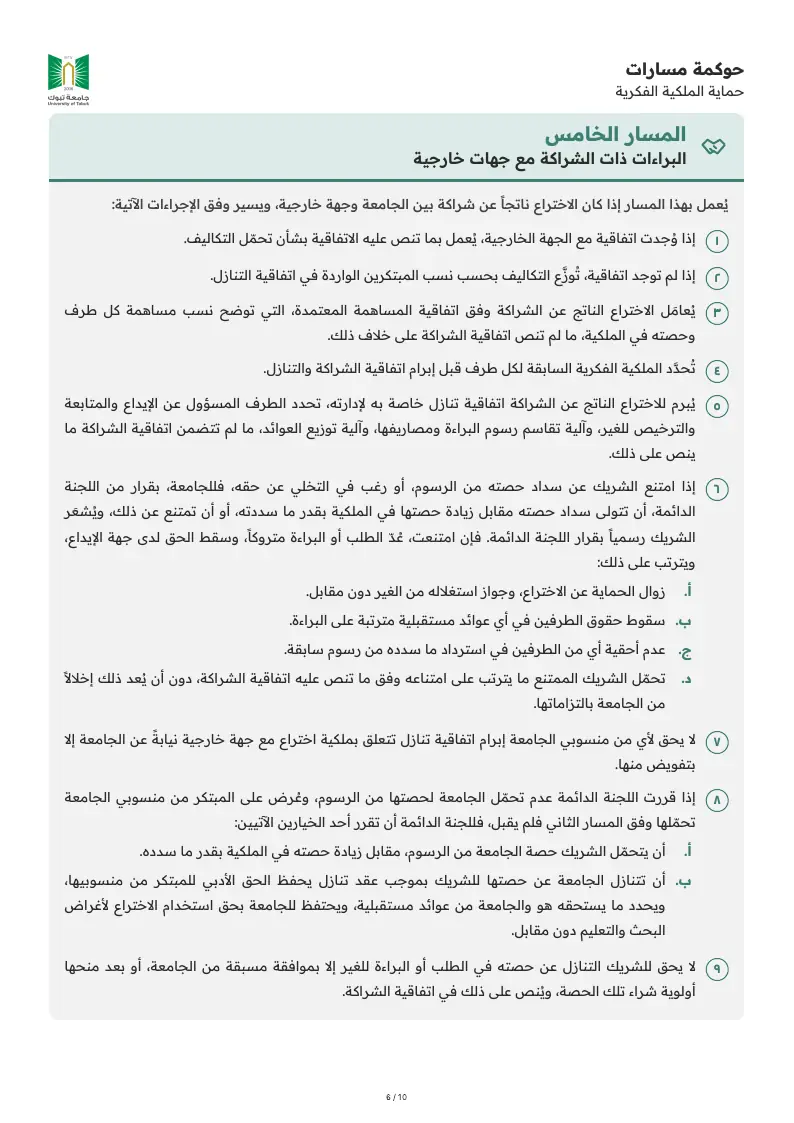 حوكمة مسارات
حماية الملكية الفكرية
جامعة تبوك
University of Tabuk
المسار الخامس
البراءات ذات الشراكة مع جهات خارجية
يُعمل بهذا المسار إذا كان الاختراع ناتجاً عن شراكة بين الجامعة وجهة خارجية، ويسير وفق الإجراءات الآتية:
١ إذا وُجدت اتفاقية مع الجهة الخارجية، يُعمل بما تنص عليه الاتفاقية بشأن تحمّل التكاليف.
٢ إذا لم توجد اتفاقية، تُوزَّع التكاليف بحسب نسب المبتكرين الواردة في اتفاقية التنازل.
٣ يُعامَل الاختراع الناتج عن الشراكة وفق اتفاقية المساهمة المعتمدة، التي توضح نسب مساهمة كل طرف
وحصته في الملكية، ما لم تنص اتفاقية الشراكة على خلاف ذلك.
٤ تُحدَّد الملكية الفكرية السابقة لكل طرف قبل إبرام اتفاقية الشراكة والتنازل.
٥ يُبرم للاختراع الناتج عن الشراكة اتفاقية تنازل خاصة به لإدارته، تحدد الطرف المسؤول عن الإيداع والمتابعة
والترخيص للغير، وآلية تقاسم رسوم البراءة ومصاريفها، وآلية توزيع العوائد، ما لم تتضمن اتفاقية الشراكة ما
ينص على ذلك.
٦ إذا امتنع الشريك عن سداد حصته من الرسوم، أو رغب في التخلي عن حقه، فللجامعة، بقرار من اللجنة
الدائمة، أن تتولى سداد حصته مقابل زيادة حصتها في الملكية بقدر ما سددته، أو أن تمتنع عن ذلك، ويُشعَر
الشريك رسمياً بقرار اللجنة الدائمة. فإن امتنعت، عُدّ الطلب أو البراءة متروكاً، وسقط الحق لدى جهة الإيداع،
ويترتب على ذلك:
أ. زوال الحماية عن الاختراع، وجواز استغلاله من الغير دون مقابل.
ب. سقوط حقوق الطرفين في أي عوائد مستقبلية مترتبة على البراءة.
ج. عدم أحقية أي من الطرفين في استرداد ما سدده من رسوم سابقة.
د. تحمّل الشريك الممتنع ما يترتب على امتناعه وفق ما تنص عليه اتفاقية الشراكة، دون أن يُعد ذلك إخلالاً
من الجامعة بالتزاماتها.
٧ لا يحق لأي من منسوبي الجامعة إبرام اتفاقية تنازل تتعلق بملكية اختراع مع جهة خارجية نيابةً عن الجامعة إلا
بتفويض منها.
٨ إذا قررت اللجنة الدائمة عدم تحمّل الجامعة لحصتها من الرسوم، وعُرض على المبتكر من منسوبي الجامعة
تحمّلها وفق المسار الثاني فلم يقبل، فللجنة الدائمة أن تقرر أحد الخيارين الآتيين:
أ. أن يتحمّل الشريك حصة الجامعة من الرسوم، مقابل زيادة حصته في الملكية بقدر ما سدده.
ب. أن تتنازل الجامعة عن حصتها للشريك بموجب عقد تنازل يحفظ الحق الأدبي للمبتكر من منسوبيها،
ويحدد ما يستحقه هو والجامعة من عوائد مستقبلية، ويحتفظ للجامعة بحق استخدام الاختراع لأغراض
البحث والتعليم دون مقابل.
٩ لا يحق للشريك التنازل عن حصته في الطلب أو البراءة للغير إلا بموافقة مسبقة من الجامعة، أو بعد منحها
أولوية شراء تلك الحصة، ويُنص على ذلك في اتفاقية الشراكة.
6 / 10